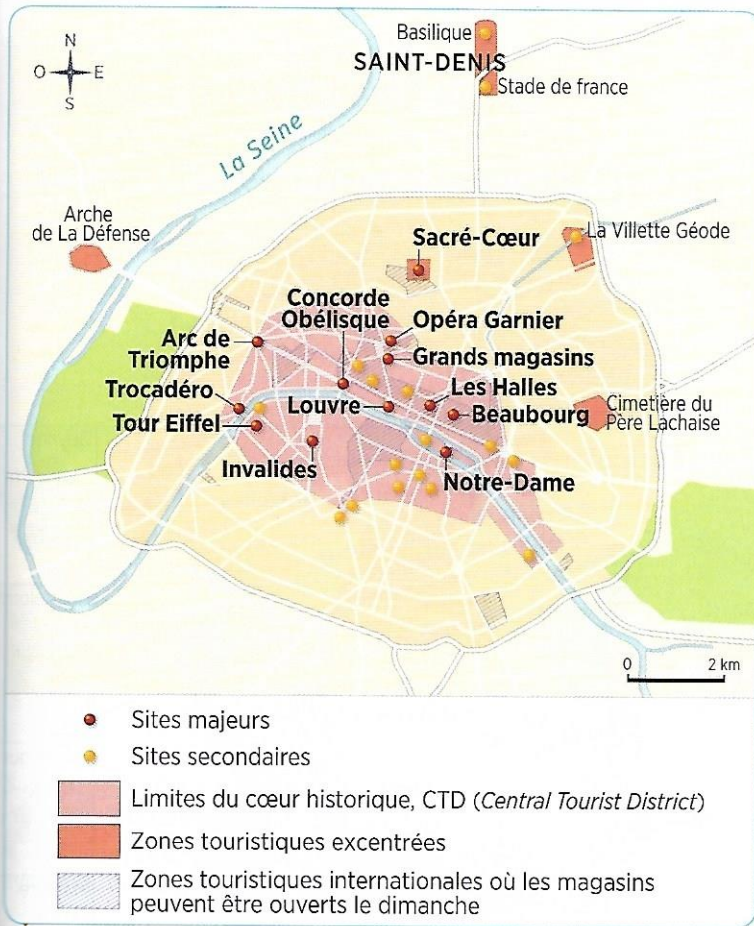 N
O
E
S
Basilique
SAINT-DENIS
Stade de france
La Seine
Arche
de La Défense
La Villette Géode
Sacré-Cœur
Concorde
Obélisque
Opéra Garnier
Arc de
Triomphe
Grands magasins
Trocadéro
Les Halles
Louvre
Beaubourg
Cimetière du
Père Lachaise
Tour Eiffel
Invalides
Notre-Dame
0
2 km
Sites majeurs
Sites secondaires
Limites du cœur historique, CTD (Central Tourist District)
Zones touristiques excentrées
Zones touristiques internationales où les magasins
peuvent être ouverts le dimanche